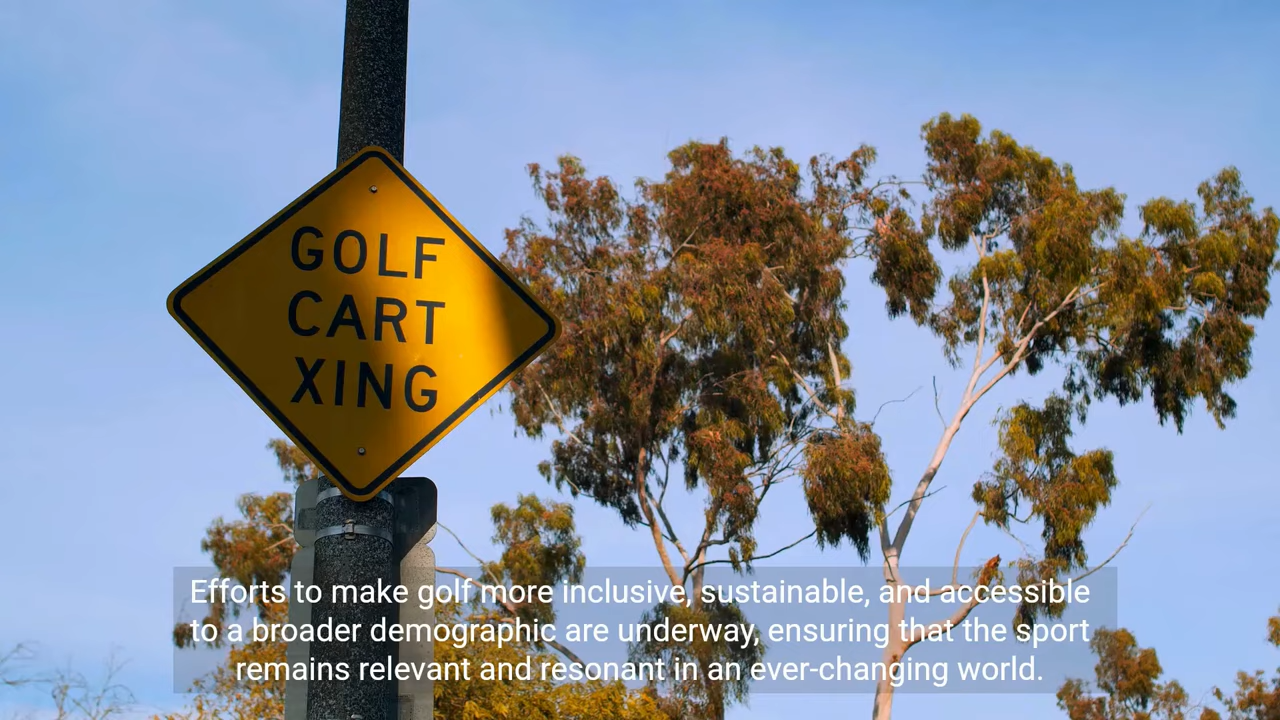 GOLF
CART
XING
Efforts to make golf more inclusive, sustainable, and accessible
to a broader demographic are underway, ensuring that the sport
remains relevant and resonant in an ever-changing world.